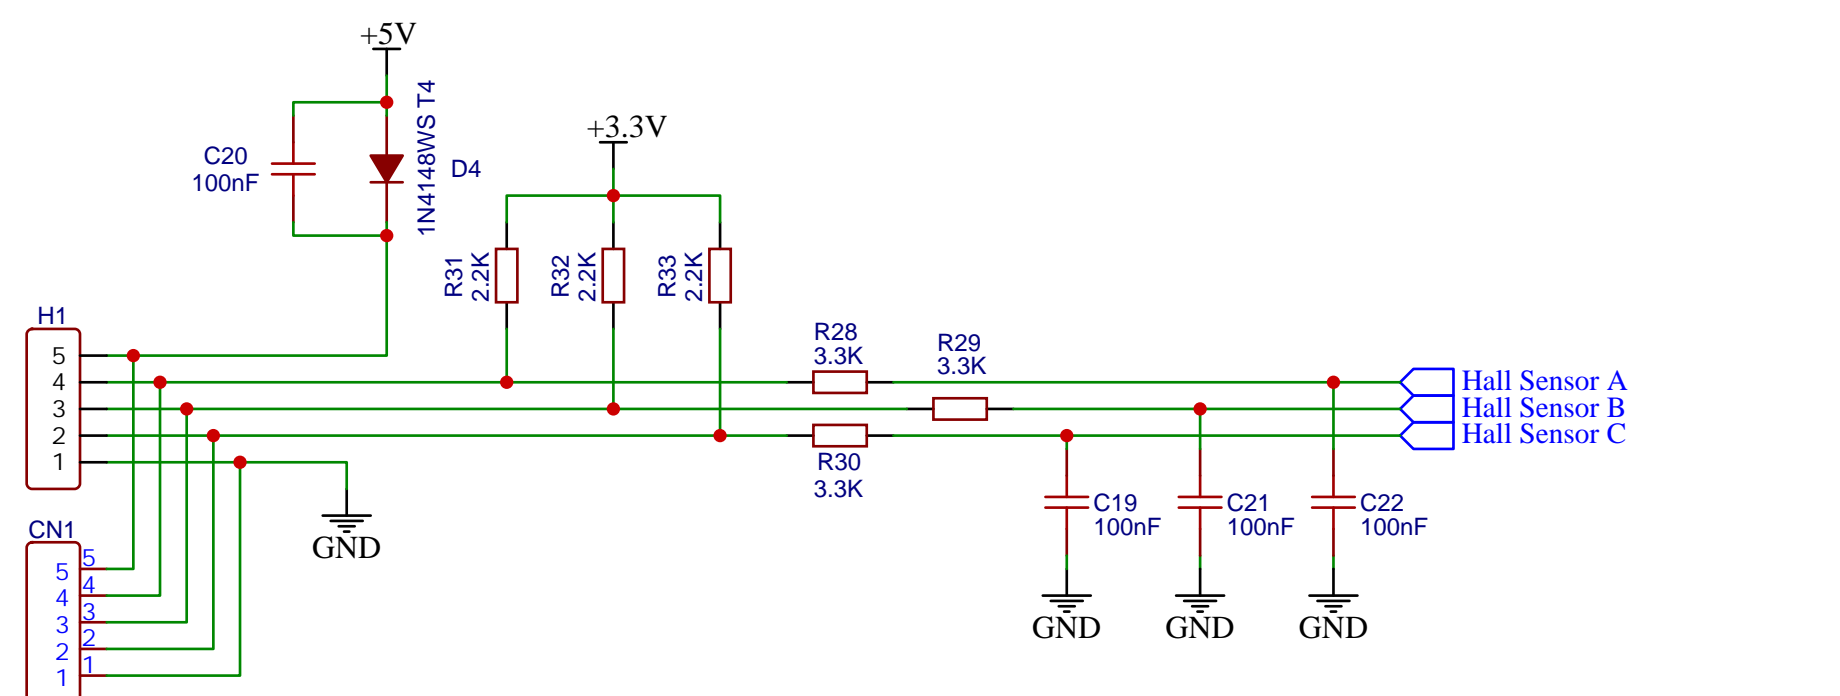 +5V
1N4148WS T4
D4
C20
100nF
+3.3V
R31
2.2K
R32
2.2K
R33
2.2K
H1
5
4
3
2
1
R28
3.3K
R29
3.3K
R30
3.3K
Hall Sensor A
Hall Sensor B
Hall Sensor C
GND
C19
100nF
C21
100nF
C22
100nF
GND
GND
GND
CN1
5
5
4
4
3
3
2
2
1
1